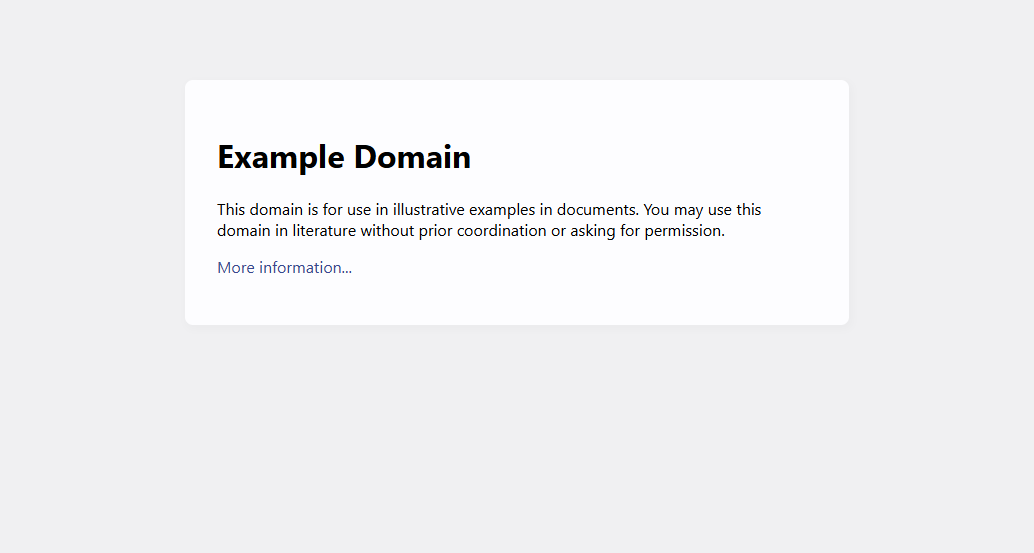 Example Domain
This domain is for use in illustrative examples in documents. You may use this
domain in literature without prior coordination or asking for permission.
More information...